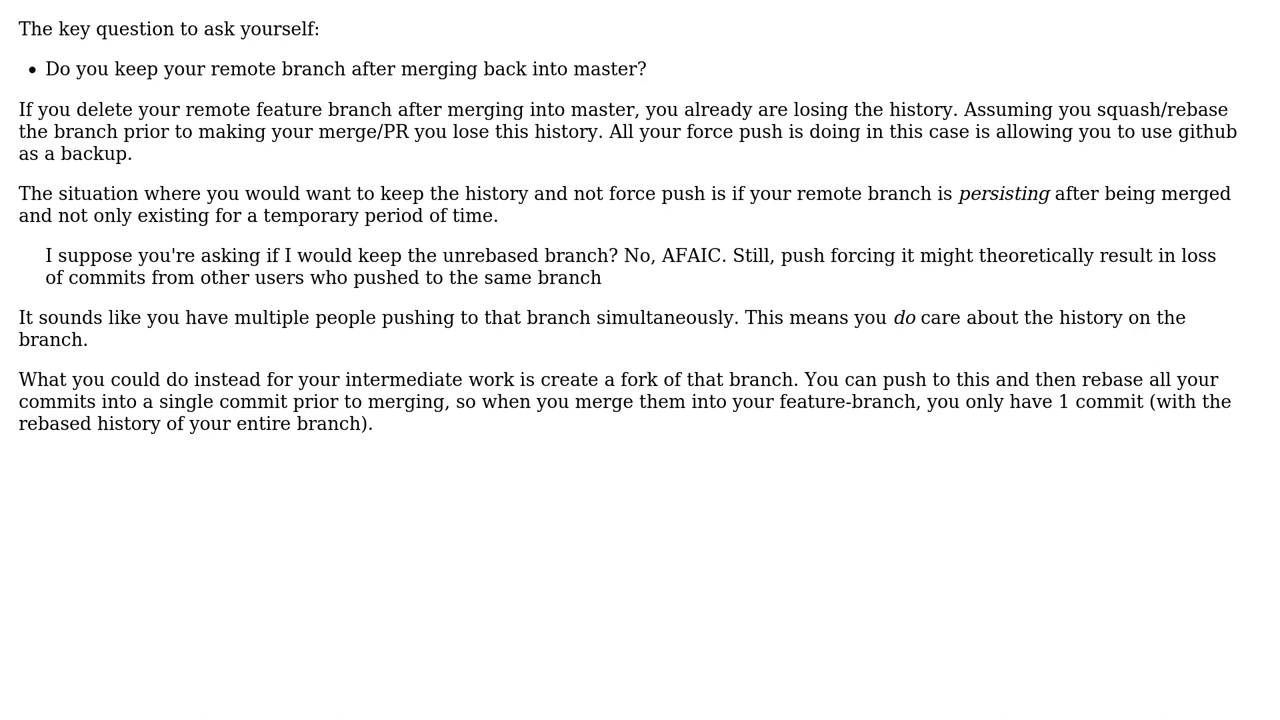 The key question to ask yourself:
• Do you keep your remote branch after merging back into master?
If you delete your remote feature branch after merging into master, you already are losing the history. Assuming you squash/rebase
the branch prior to making your merge/PR you lose this history. All your force push is doing in this case is allowing you to use github
as a backup.
The situation where you would want to keep the history and not force push is if your remote branch is persisting after being merged
and not only existing for a temporary period of time.
I suppose you're asking if I would keep the unrebased branch? No, AFAIC. Still, push forcing it might theoretically result in loss
of commits from other users who pushed to the same branch
It sounds like you have multiple people pushing to that branch simultaneously. This means you do care about the history on the
branch.
What you could do instead for your intermediate work is create a fork of that branch. You can push to this and then rebase all your
commits into a single commit prior to merging, so when you merge them into your feature-branch, you only have 1 commit (with the
rebased history of your entire branch).